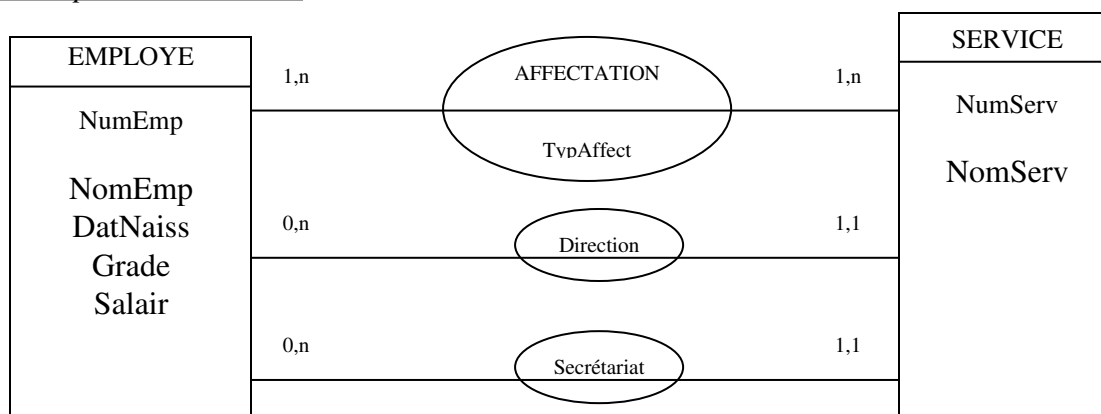 EMPLOYE
NumEmp
NomEmp
DatNaiss
Grade
Salair
1,n
AFFECTATION
TypAffect
1,n
0,n
Direction
1,1
0,n
Secrétariat
1,1
SERVICE
NumServ
NomServ